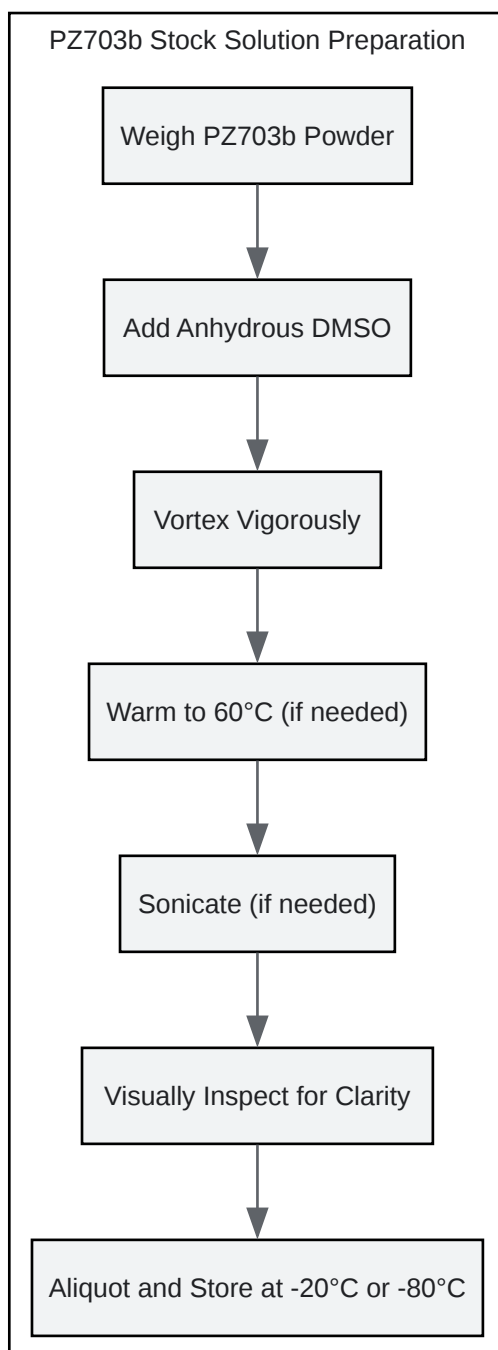 PZ703b Stock Solution Preparation
Weigh PZ703b Powder
Add Anhydrous DMSO
Vortex Vigorously
Warm to 60°C (if needed)
Sonicate (if needed)
Visually Inspect for Clarity
Aliquot and Store at -20°C or -80°C